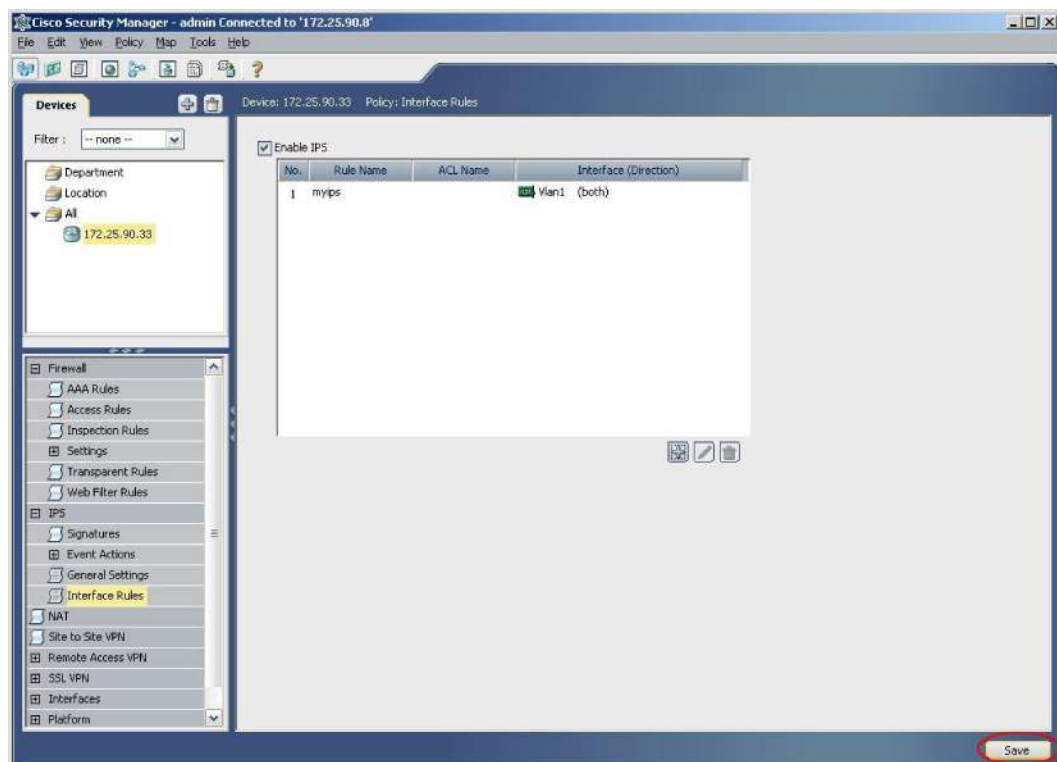 Cisco Security Manager - admin Connected to '172.25.90.8'
File Edit View Policy Map Tools Help
Devices
Device: 172.25.90.33 Policy: Interface Rules
Filter : -- none --
Department
Location
All
172.25.90.33
Enable IPS
No. Rule Name ACL Name Interface (Direction)
1 myips Vlan1 (both)
Firewall
AAA Rules
Access Rules
Inspection Rules
Settings
Transparent Rules
Web Filter Rules
IPS
Signatures
Event Actions
General Settings
Interface Rules
NAT
Site to Site VPN
Remote Access VPN
SSL VPN
Interfaces
Platform
Save